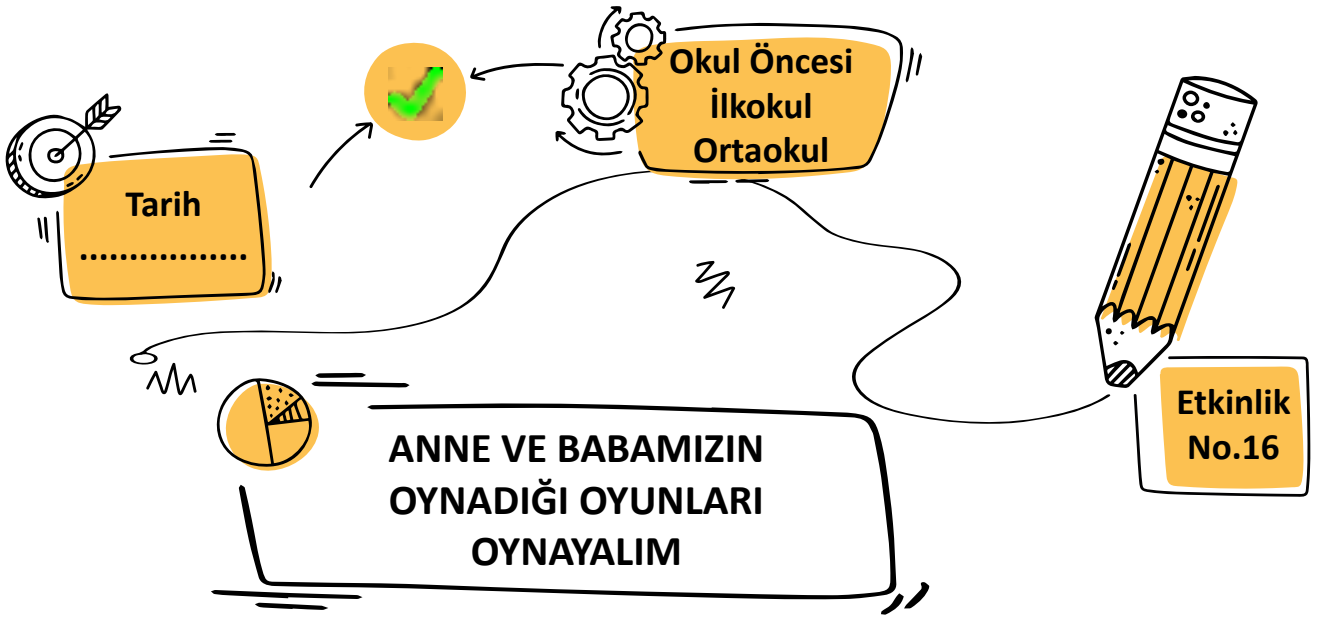 Okul Öncesi
İlkokul
Ortaokul
Tarih
.................
Etkinlik
No.16
ANNE VE BABAMIZIN
OYNADIĞI OYUNLARI
OYNAYALIM